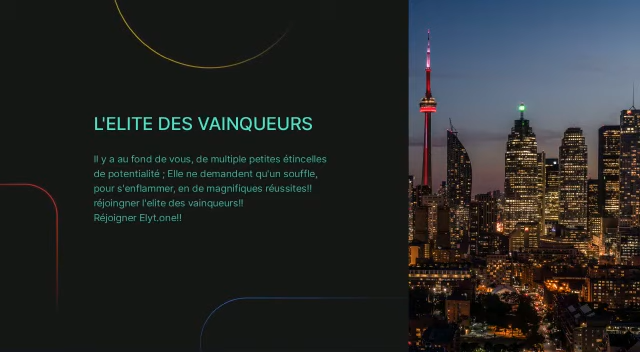 L'ELITE DES VAINQUEURS
Il y a au fond de vous, de multiple petites étincelles
de potentialité ; Elle ne demandent qu'un souffle,
pour s'enflammer, en de magnifiques réussites!!
réjoingner l'elite des vainqueurs!!
Réjoigner Elyt.one!!